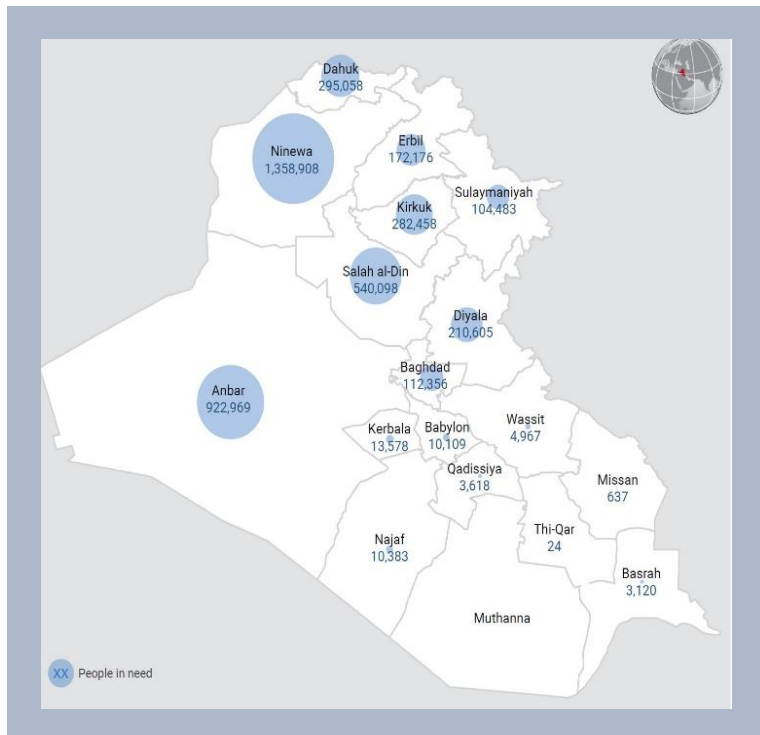 Dahuk
295,058
Ninewa
1,358,908
Erbil
172,176
Sulaymaniyah
104,483
Kirkuk
282,458
Salah al-Din
540,098
Diyala
210,605
Baghdad
112,356
Anbar
922,969
Kerbala
13,578
Babylon
10,109
Wassit
4,967
Qadissiya
3,618
Missan
637
Najaf
10,383
Thi-Qar
24
Basrah
3,120
Muthanna
XX People in need